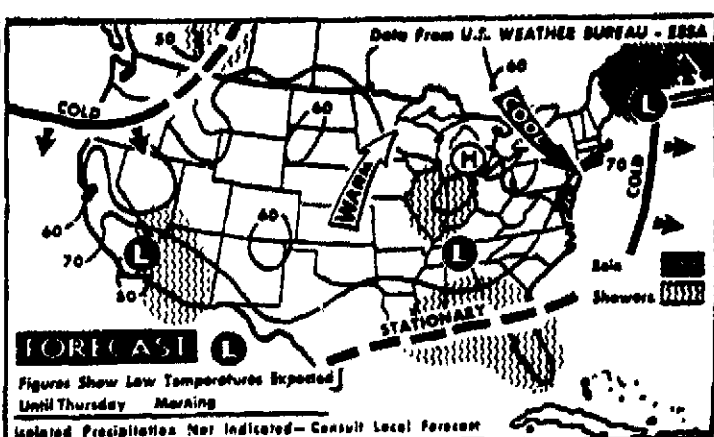 Data From U.S. WEATHER BUREAU - ESSA
50
60
COLD
60
COOL
L
H
WARM
70
COLD
60
60
70
L
50
L
Rain
Showers
STATIONARY
FORECAST
L
Figures Show Low Temperatures Expected
Until Thursday Morning
Isolated Precipitation Not Indicated— Consult Local Forecast